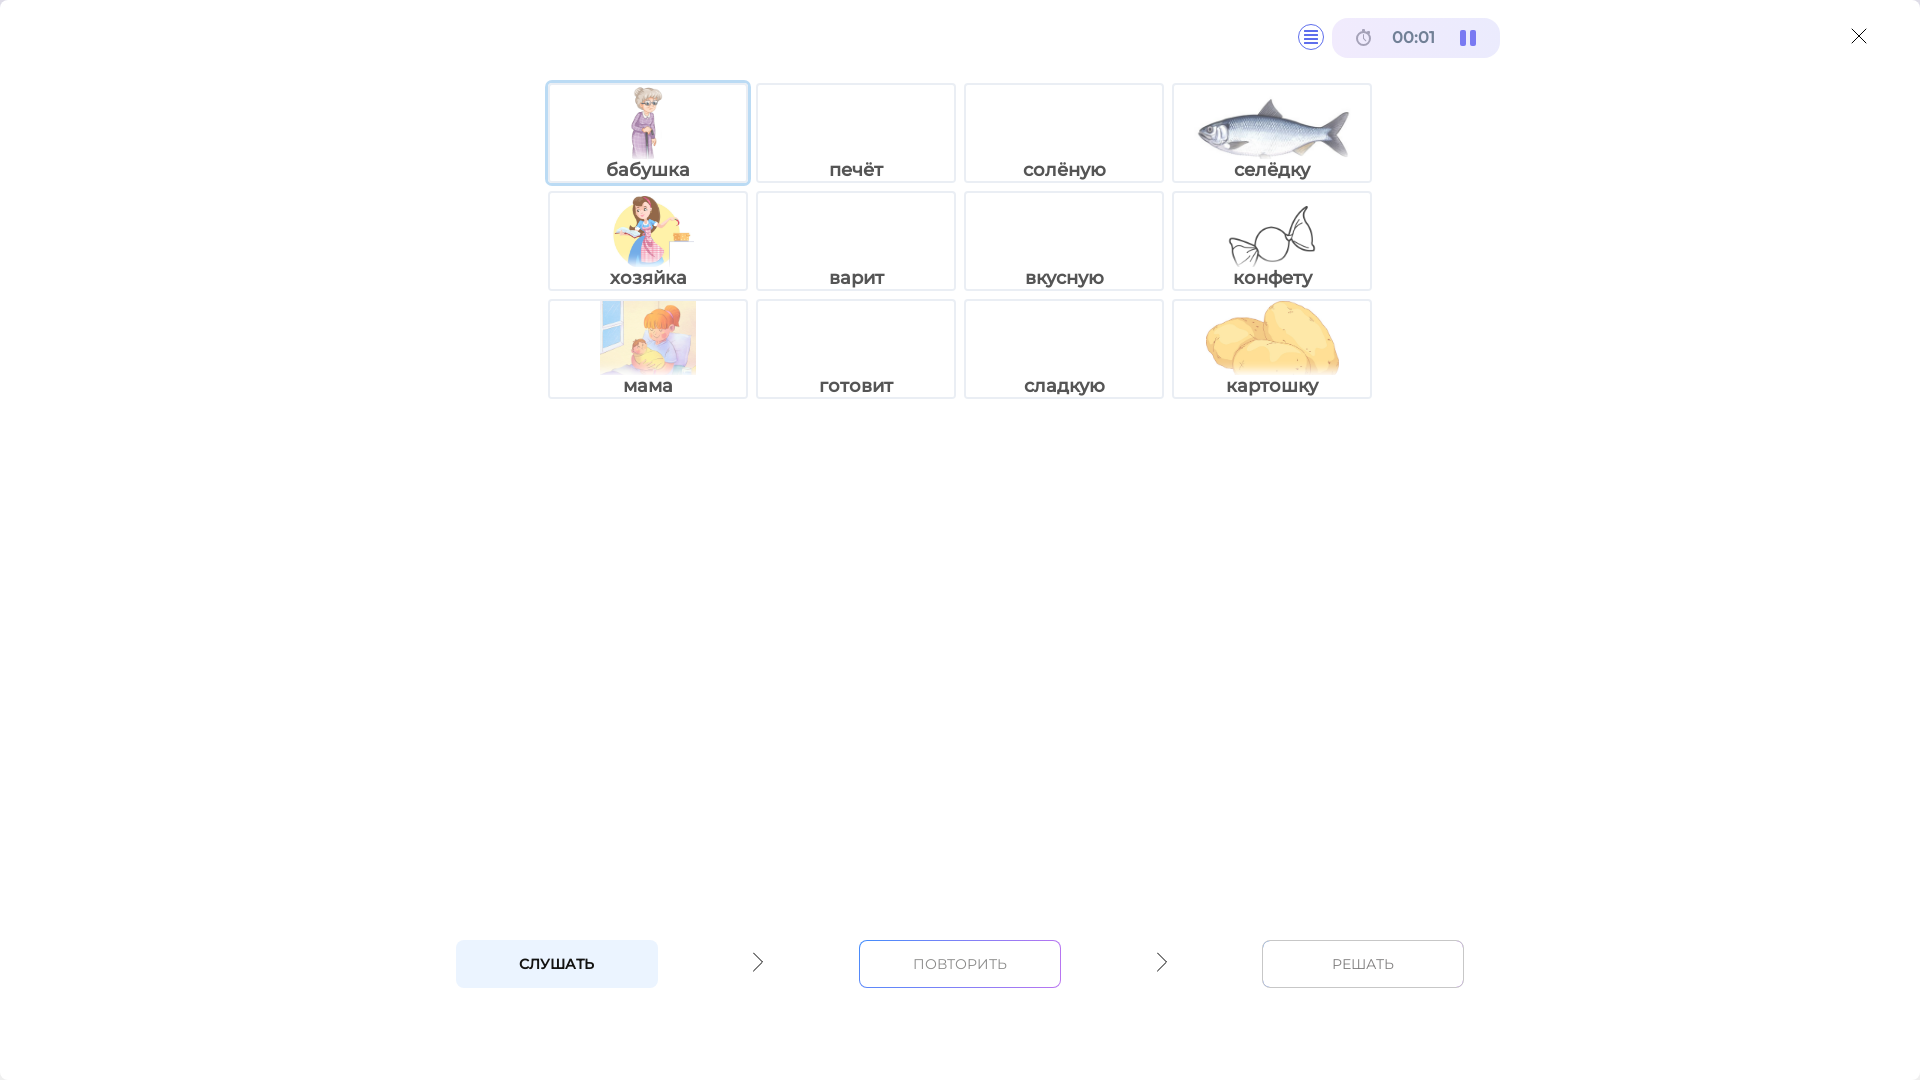 00:01
бабушка печёт солёную селёдку
хозяйка варит вкусную конфету
мама готовит сладкую картошку
СЛУШАТЬ ПОВТОРИТЬ РЕШАТЬ